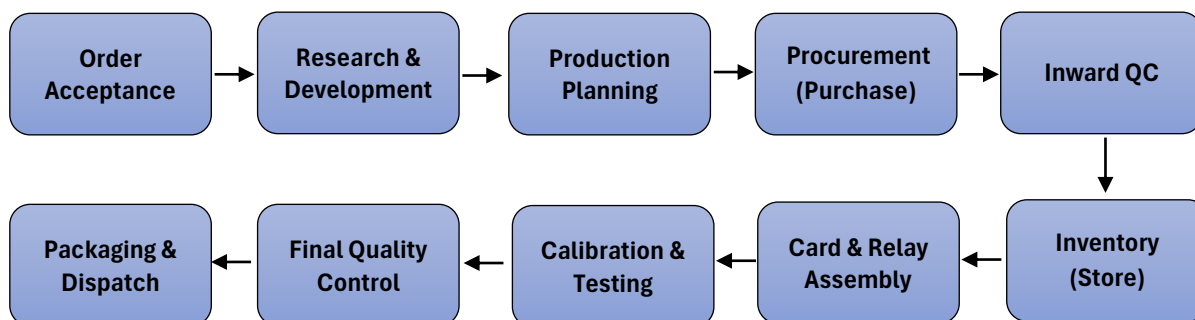 Order
Acceptance
Research &
Development
Production
Planning
Procurement
(Purchase)
Inward QC
Inventory
(Store)
Card & Relay
Assembly
Calibration &
Testing
Final Quality
Control
Packaging &
Dispatch